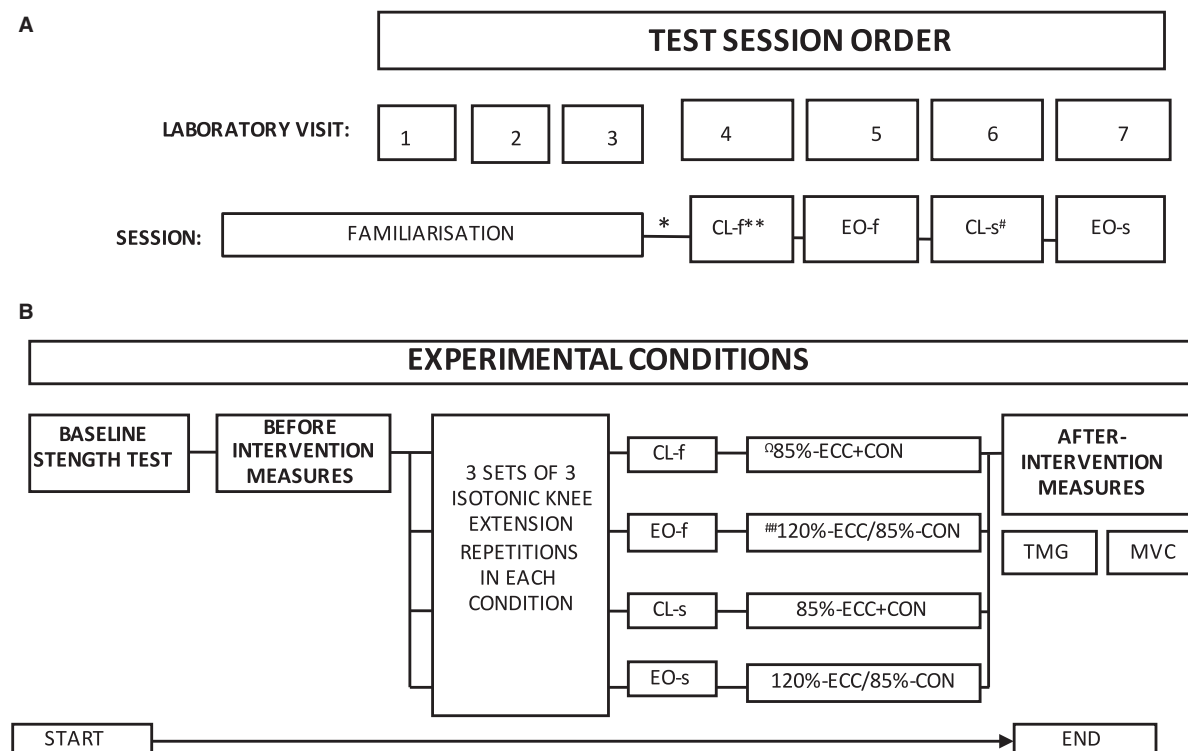 A
TEST SESSION ORDER
LABORATORY VISIT:
1 2 3 4 5 6 7
SESSION:
FAMILIARISATION
*
CL-f**
EO-f
CL-s#
EO-s
B
EXPERIMENTAL CONDITIONS
BASELINE
STENGTH TEST
BEFORE
INTERVENTION
MEASURES
3 SETS OF 3
ISOTONIC KNEE
EXTENSION
REPETITIONS
IN EACH
CONDITION
CL-f
Ω85%-ECC+CON
EO-f
##120%-ECC/85%-CON
CL-s
85%-ECC+CON
EO-s
120%-ECC/85%-CON
AFTER-
INTERVENTION
MEASURES
TMG
MVC
START
END